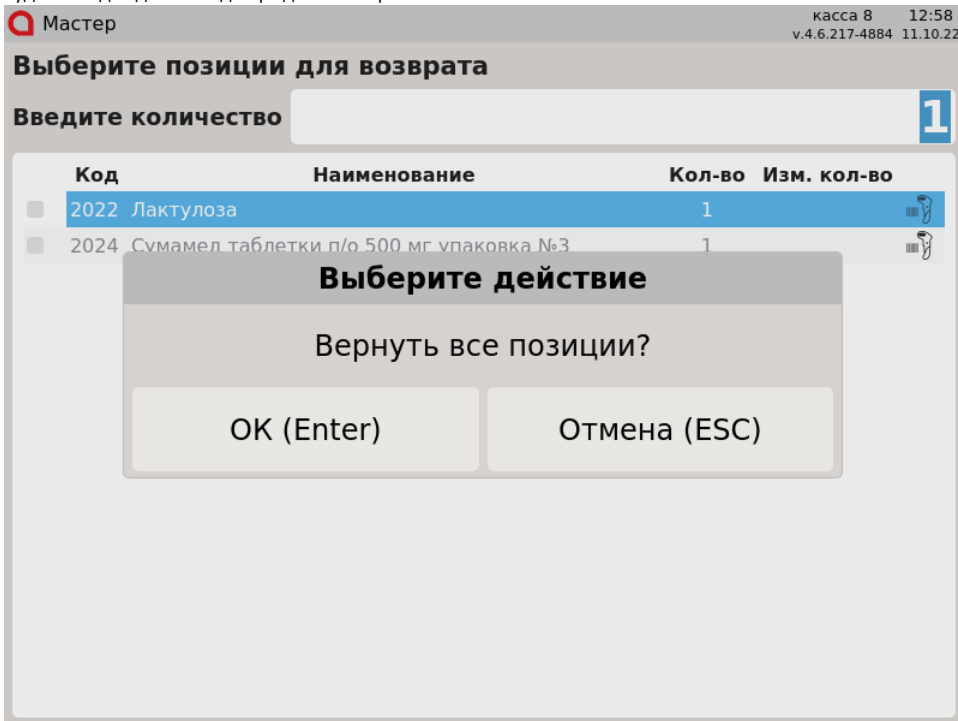 Мастер
касса 8 12:58
v.4.6.217-4884 11.10.22
Выберите позиции для возврата
Введите количество 1
Код Наименование Кол-во Изм. кол-во
2022 Лактулоза 1
2024 Сумамед таблетки п/о 500 мг упаковка №3 1
Выберите действие
Вернуть все позиции?
ОК (Enter) Отмена (ESC)